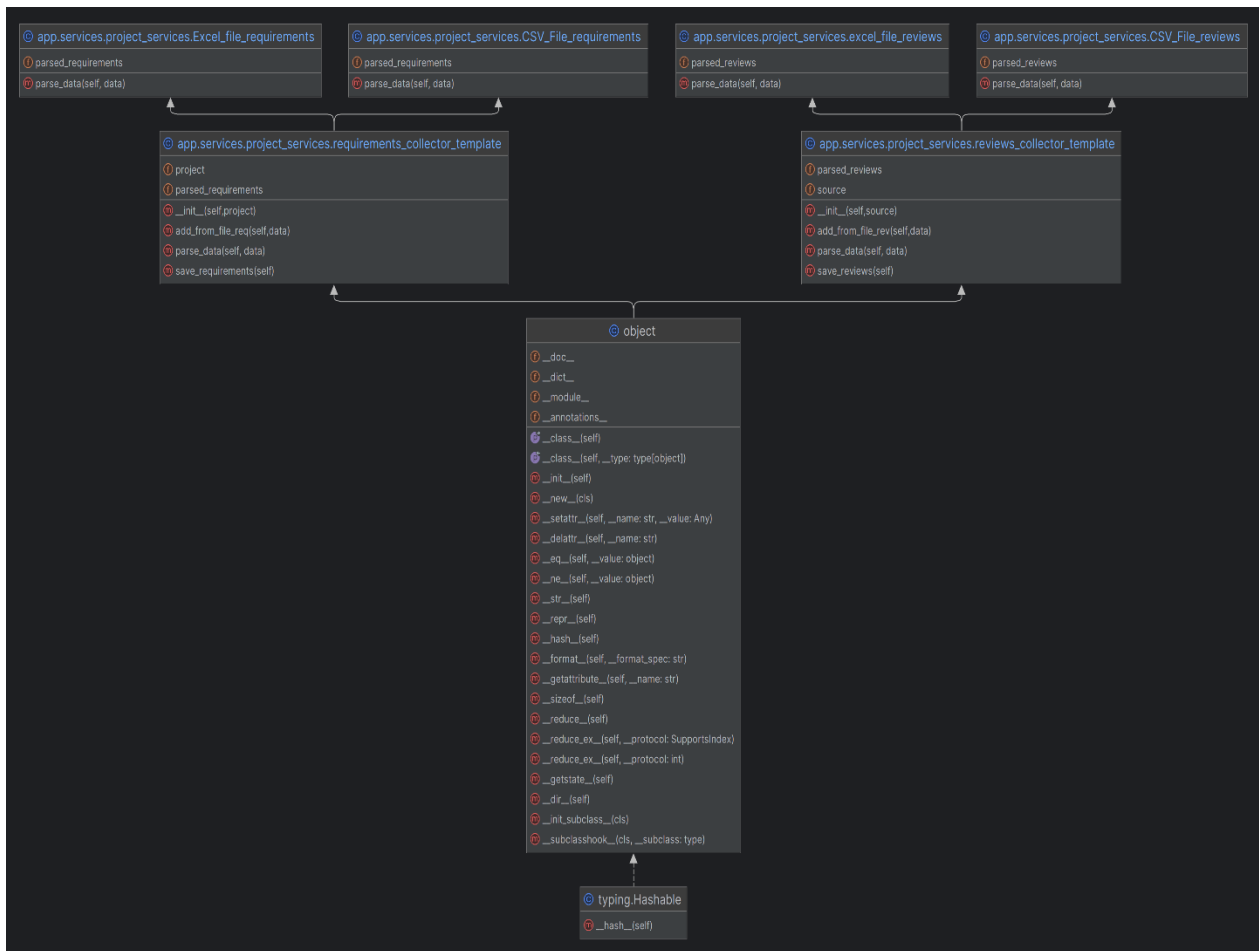 app.services.project_services.Excel_file_requirements
parsed_requirements
parse_data(self, data)
app.services.project_services.CSV_File_requirements
parsed_requirements
parse_data(self, data)
app.services.project_services.excel_file_reviews
parsed_reviews
parse_data(self, data)
app.services.project_services.CSV_File_reviews
parsed_reviews
parse_data(self, data)
app.services.project_services.requirements_collector_template
project
parsed_requirements
__init__(self,project)
add_from_file_req(self,data)
parse_data(self, data)
save_requirements(self)
app.services.project_services.reviews_collector_template
parsed_reviews
source
__init__(self,source)
add_from_file_rev(self,data)
parse_data(self, data)
save_reviews(self)
object
__doc__
__dict__
__module__
__annotations__
__class__(self)
__class__(self, __type: type[object])
__init__(self)
__new__(cls)
__setattr__(self, __name: str, __value: Any)
__delattr__(self, __name: str)
__eq__(self, __value: object)
__ne__(self, __value: object)
__str__(self)
__repr__(self)
__hash__(self)
__format__(self, __format_spec: str)
__getattribute__(self, __name: str)
__sizeof__(self)
__reduce__(self)
__reduce_ex__(self, __protocol: SupportsIndex)
__reduce_ex__(self, __protocol: int)
__getstate__(self)
__dir__(self)
__init_subclass__(cls)
__subclasshook__(cls, __subclass: type)
typing.Hashable
__hash__(self)